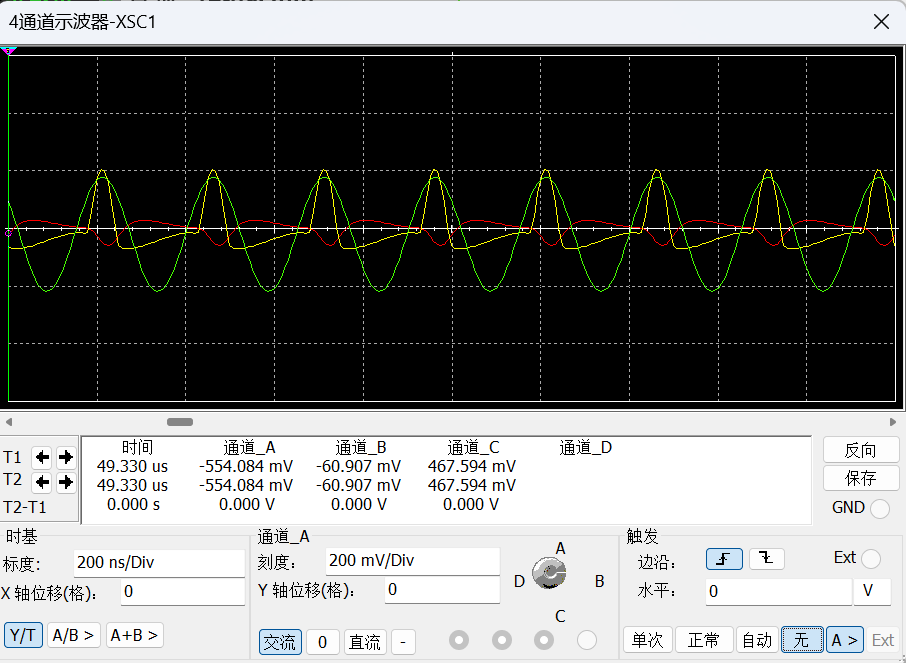 4通道示波器-XSC1
时间 通道_A 通道_B 通道_C 通道_D
T1 49.330 us -554.084 mV -60.907 mV 467.594 mV
T2 49.330 us -554.084 mV -60.907 mV 467.594 mV
T2-T1 0.000 s 0.000 V 0.000 V 0.000 V
反向
保存
GND
时基
标度: 200 ns/Div
X 轴位移(格): 0
Y/T A/B > A+B >
通道_A
刻度: 200 mV/Div
Y 轴位移(格): 0
交流 0 直流 -
A
D B
C
触发
边沿: Ext
水平: 0 V
单次 正常 自动 无 A > Ext